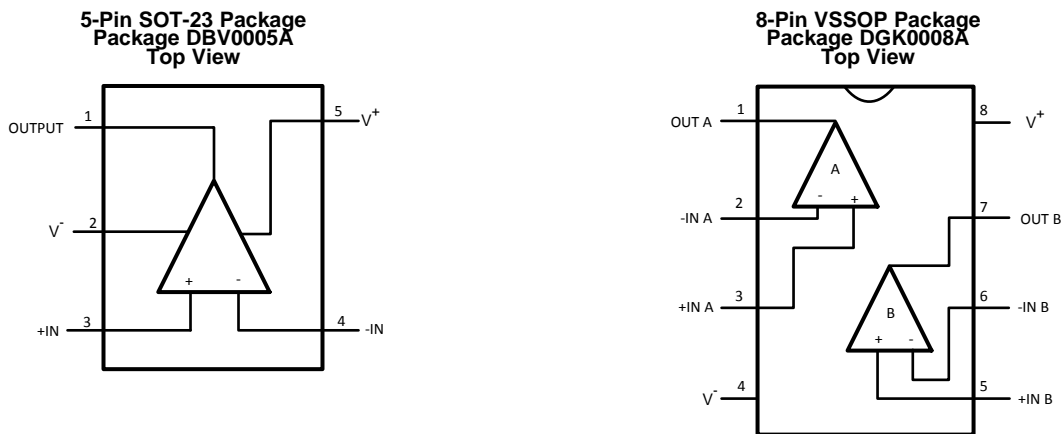 5-Pin SOT-23 Package
Package DBV0005A
Top View
1
OUTPUT
5
V+
2
V-
+ -
3
+IN
4
-IN
8-Pin VSSOP Package
Package DGK0008A
Top View
1
OUT A
8
V+
A
2
-IN A
- +
7
OUT B
3
+IN A
6
-IN B
B
+ -
4
V-
5
+IN B